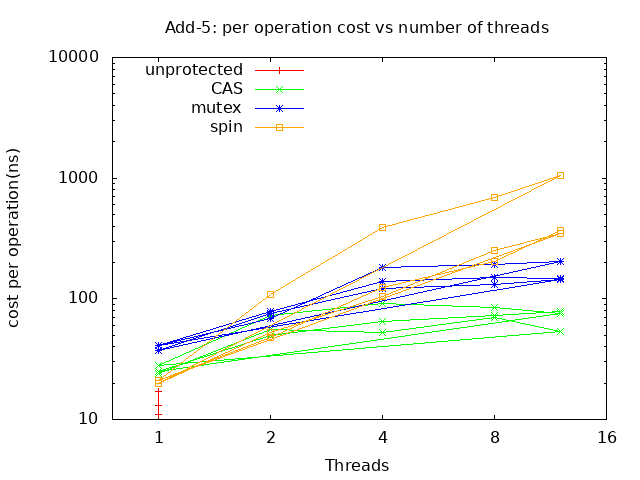 Add-5: per operation cost vs number of threads
10000
1000
100
10
cost per operation(ns)
unprotected
CAS
mutex
spin
1 2 4 8 16
Threads